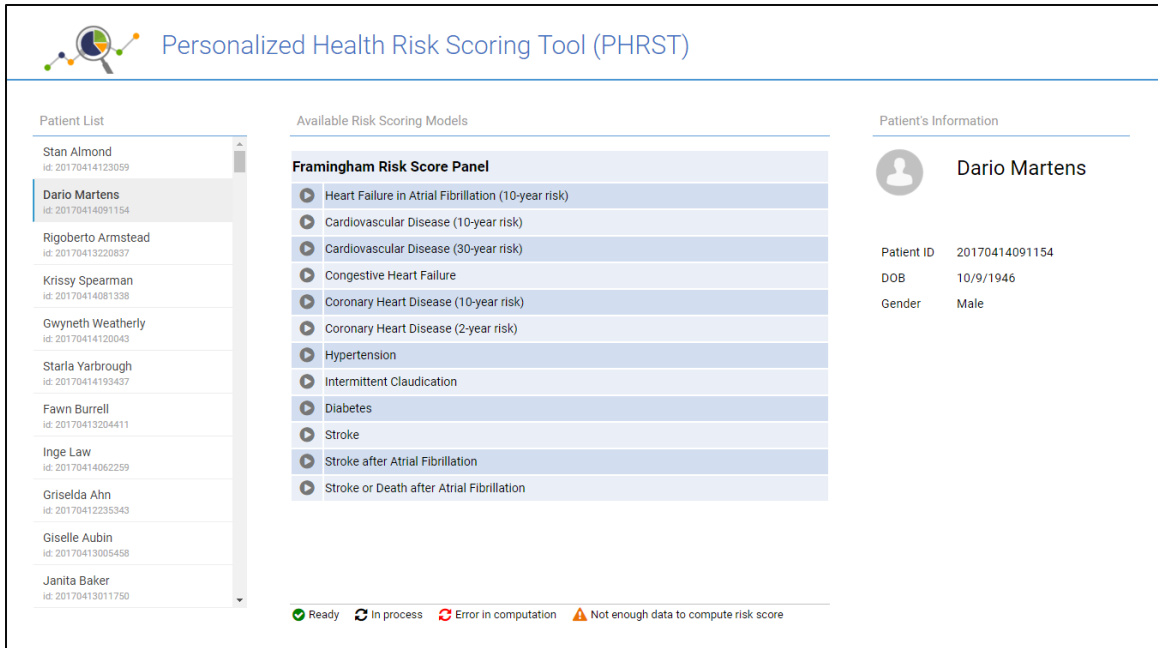 Personalized Health Risk Scoring Tool (PHRST)
Patient List
Stan Almond
id: 20170414123059
Dario Martens
id: 20170414091154
Rigoberto Armstead
id: 20170413220837
Krissy Spearman
id: 20170414081338
Gwyneth Weatherly
id: 20170414120043
Starla Yarbrough
id: 20170414193437
Fawn Burrell
id: 20170413204411
Inge Law
id: 20170414062259
Griselda Ahn
id: 20170412235343
Giselle Aubin
id: 20170413005458
Janita Baker
id: 20170413011750
Available Risk Scoring Models
Framingham Risk Score Panel
Heart Failure in Atrial Fibrillation (10-year risk)
Cardiovascular Disease (10-year risk)
Cardiovascular Disease (30-year risk)
Congestive Heart Failure
Coronary Heart Disease (10-year risk)
Coronary Heart Disease (2-year risk)
Hypertension
Intermittent Claudication
Diabetes
Stroke
Stroke after Atrial Fibrillation
Stroke or Death after Atrial Fibrillation
Ready In process Error in computation Not enough data to compute risk score
Patient's Information
Dario Martens
Patient ID 20170414091154
DOB 10/9/1946
Gender Male